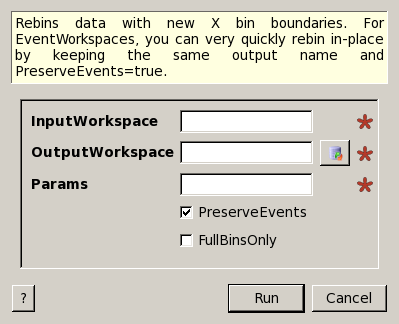 Rebins data with new X bin boundaries. For
EventWorkspaces, you can very quickly rebin in-place
by keeping the same output name and
PreserveEvents=true.
InputWorkspace
OutputWorkspace
Params
PreserveEvents
FullBinsOnly
? Run Cancel